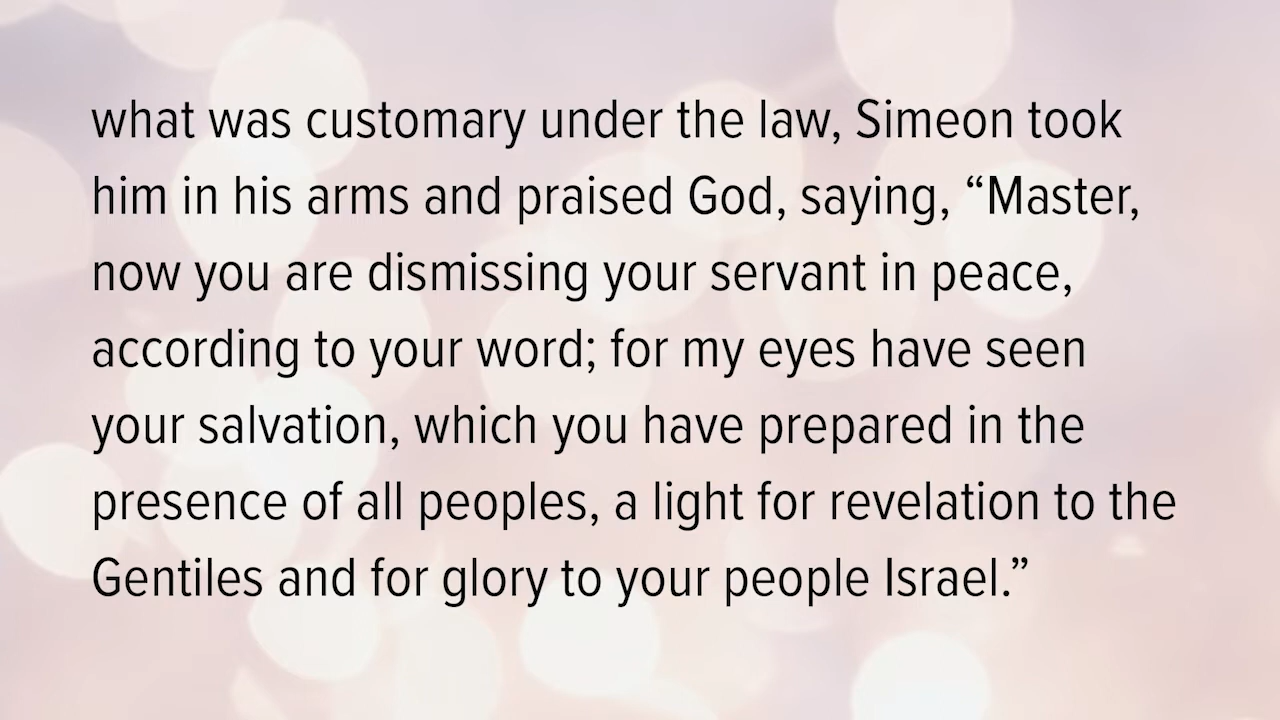 what was customary under the law, Simeon took
him in his arms and praised God, saying, “Master,
now you are dismissing your servant in peace,
according to your word; for my eyes have seen
your salvation, which you have prepared in the
presence of all peoples, a light for revelation to the
Gentiles and for glory to your people Israel.”